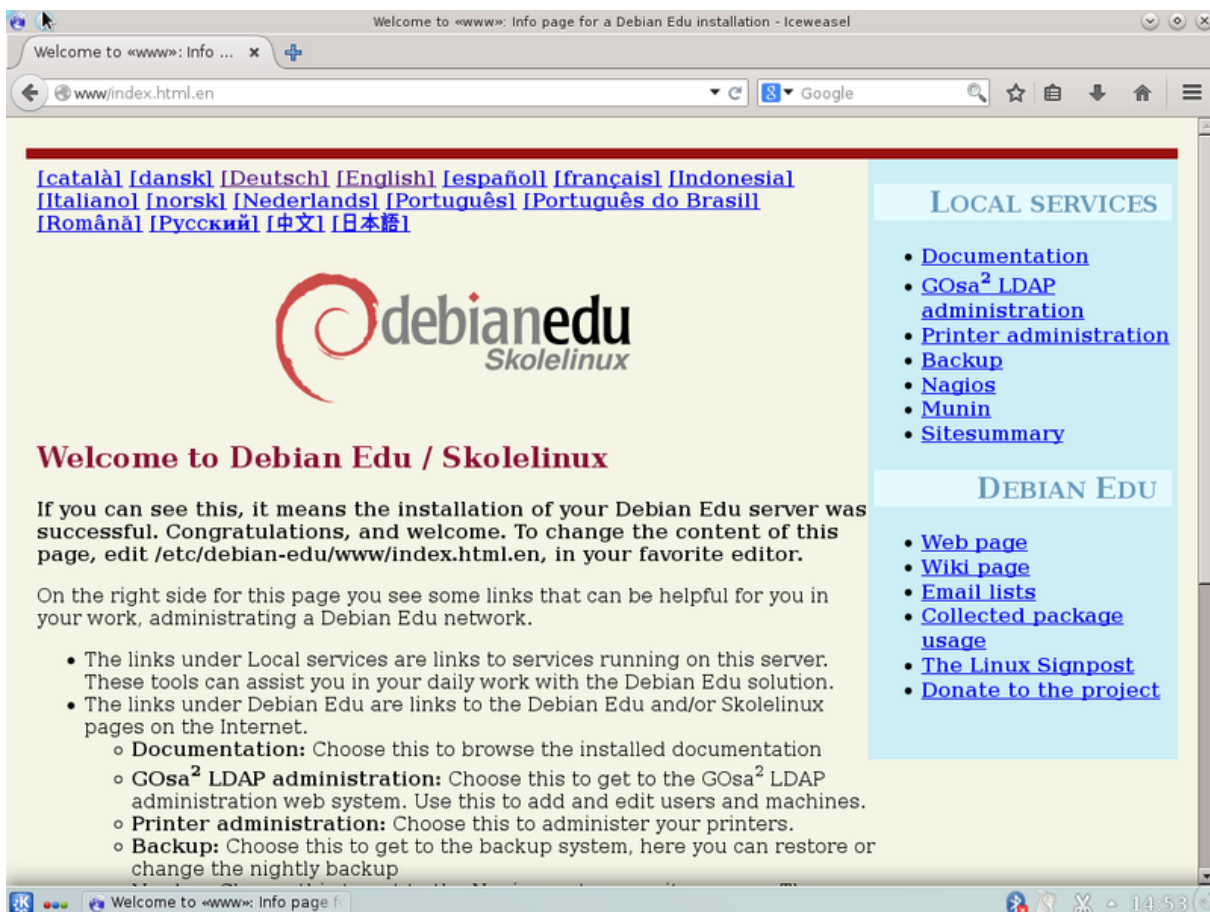 Welcome to «www»: Info page for a Debian Edu installation - Iceweasel
Welcome to «www»: Info ...
www/index.html.en
Google
[català] [dansk] [Deutsch] [English] [español] [français] [Indonesia]
[Italiano] [norsk] [Nederlands] [Português] [Português do Brasil]
[Română] [Русский] [中文] [日本語]
debianedu
Skolelinux
Welcome to Debian Edu / Skolelinux
If you can see this, it means the installation of your Debian Edu server was
successful. Congratulations, and welcome. To change the content of this
page, edit /etc/debian-edu/www/index.html.en, in your favorite editor.
On the right side for this page you see some links that can be helpful for you in
your work, administrating a Debian Edu network.
The links under Local services are links to services running on this server.
These tools can assist you in your daily work with the Debian Edu solution.
The links under Debian Edu are links to the Debian Edu and/or Skolelinux
pages on the Internet.
Documentation: Choose this to browse the installed documentation
GOsa² LDAP administration: Choose this to get to the GOsa² LDAP
administration web system. Use this to add and edit users and machines.
Printer administration: Choose this to administer your printers.
Backup: Choose this to get to the backup system, here you can restore or
change the nightly backup
LOCAL SERVICES
Documentation
GOsa² LDAP
administration
Printer administration
Backup
Nagios
Munin
Sitesummary
DEBIAN EDU
Web page
Wiki page
Email lists
Collected package
usage
The Linux Signpost
Donate to the project
Welcome to «www»: Info page fo
14:53